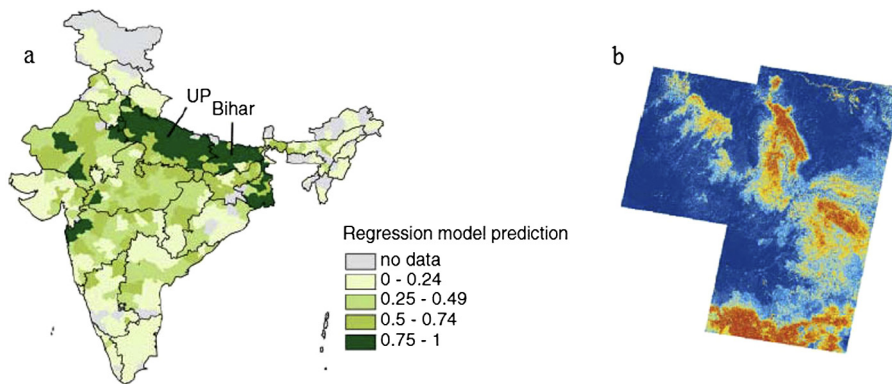 a
b
UP
Bihar
Regression model prediction
no data
0 - 0.24
0.25 - 0.49
0.5 - 0.74
0.75 - 1